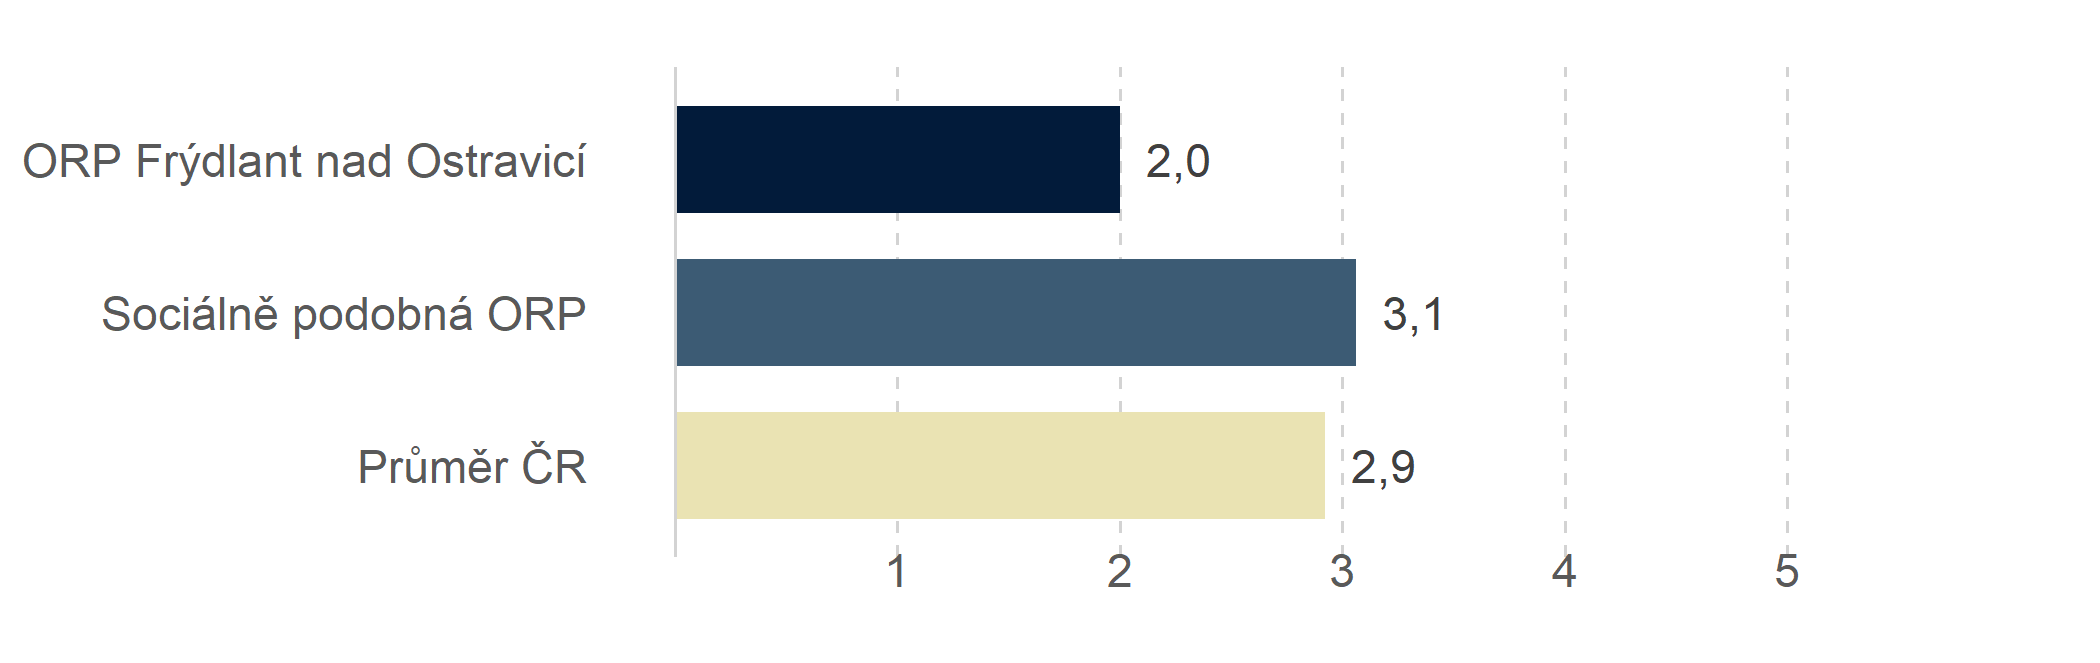 ORP Frýdlant nad Ostravicí
2,0
Sociálně podobná ORP
3,1
Průměr ČR
2,9
1 2 3 4 5